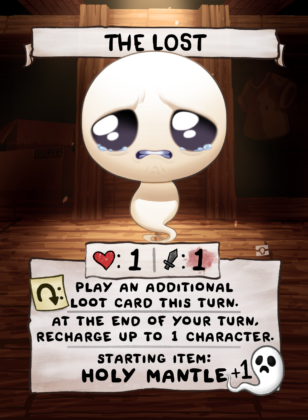 THE LOST
: 1 : 1
PLAY AN ADDITIONAL
LOOT CARD THIS TURN.
AT THE END OF YOUR TURN,
RECHARGE UP TO 1 CHARACTER.
STARTING ITEM:
HOLY MANTLE +1